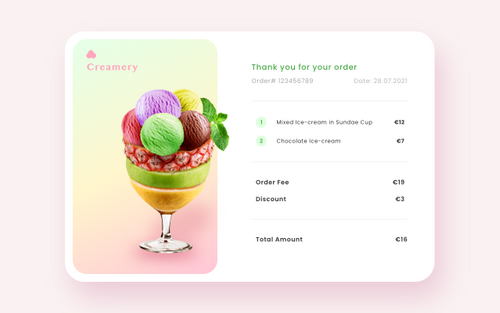 Creamery
Thank you for your order
Order# 123456789 Date: 28.07.2021
1 Mixed Ice-cream in Sundae Cup €12
2 Chocolate Ice-cream €7
Order Fee €19
Discount €3
Total Amount €16